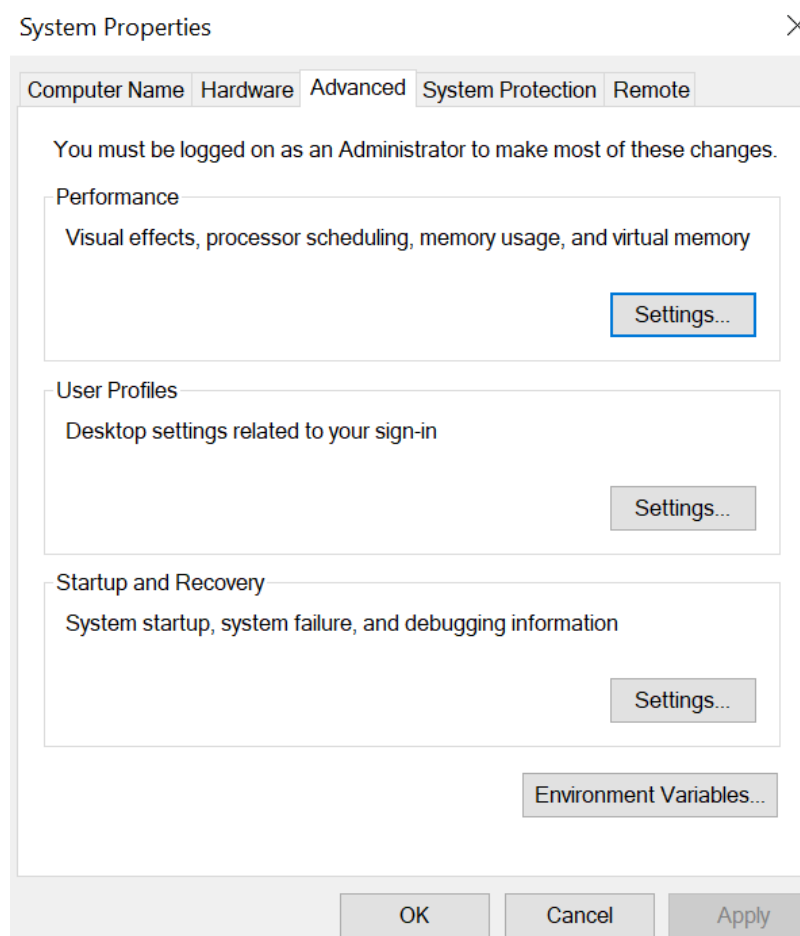 System Properties
Computer Name Hardware Advanced System Protection Remote
You must be logged on as an Administrator to make most of these changes.
Performance
Visual effects, processor scheduling, memory usage, and virtual memory
Settings...
User Profiles
Desktop settings related to your sign-in
Settings...
Startup and Recovery
System startup, system failure, and debugging information
Settings...
Environment Variables...
OK Cancel Apply